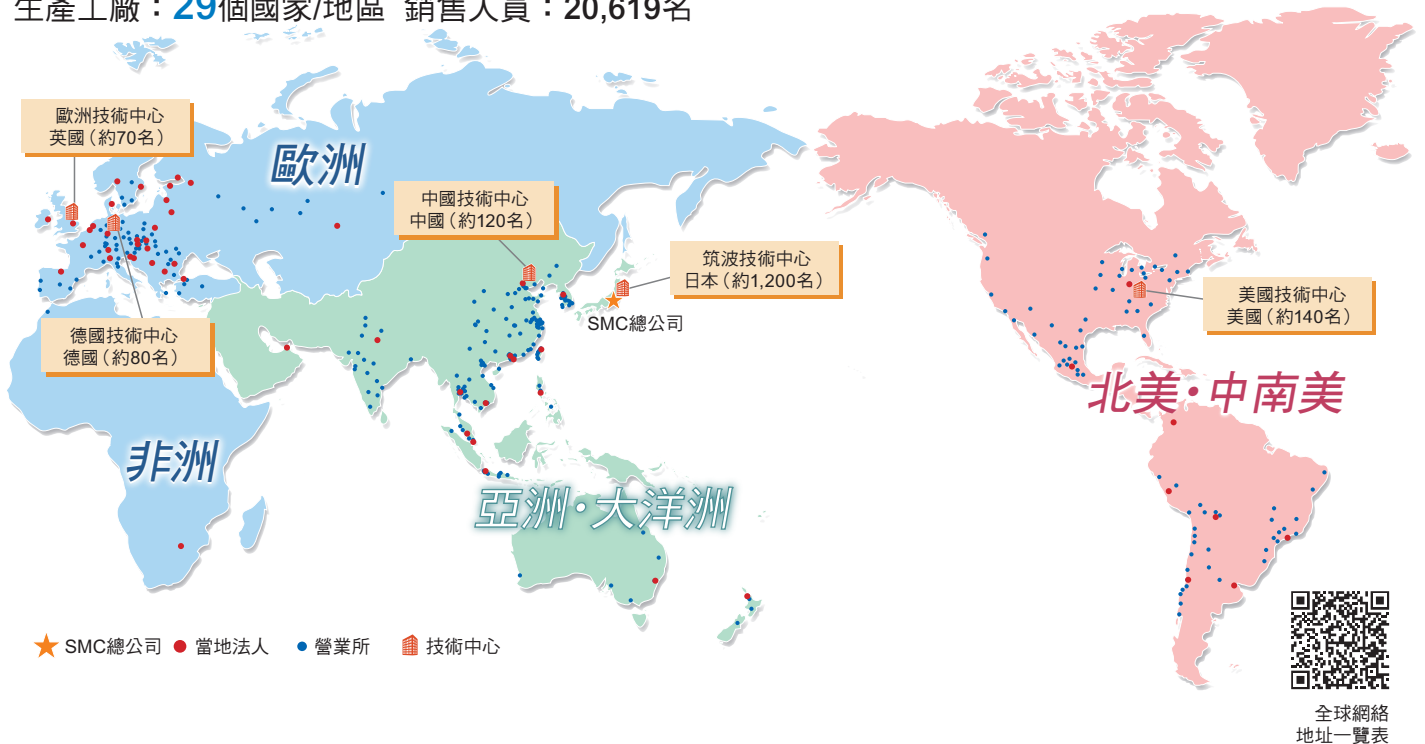 生產工廠：29個國家/地區 銷售人員：20,619名
歐洲技術中心
英國（約70名）
歐洲
中國技術中心
中國（約120名）
筑波技術中心
日本（約1,200名）
SMC總公司
美國技術中心
美國（約140名）
德國技術中心
德國（約80名）
北美·中南美
非洲
亞洲·大洋洲
SMC總公司
當地法人
營業所
技術中心
全球網絡
地址一覽表